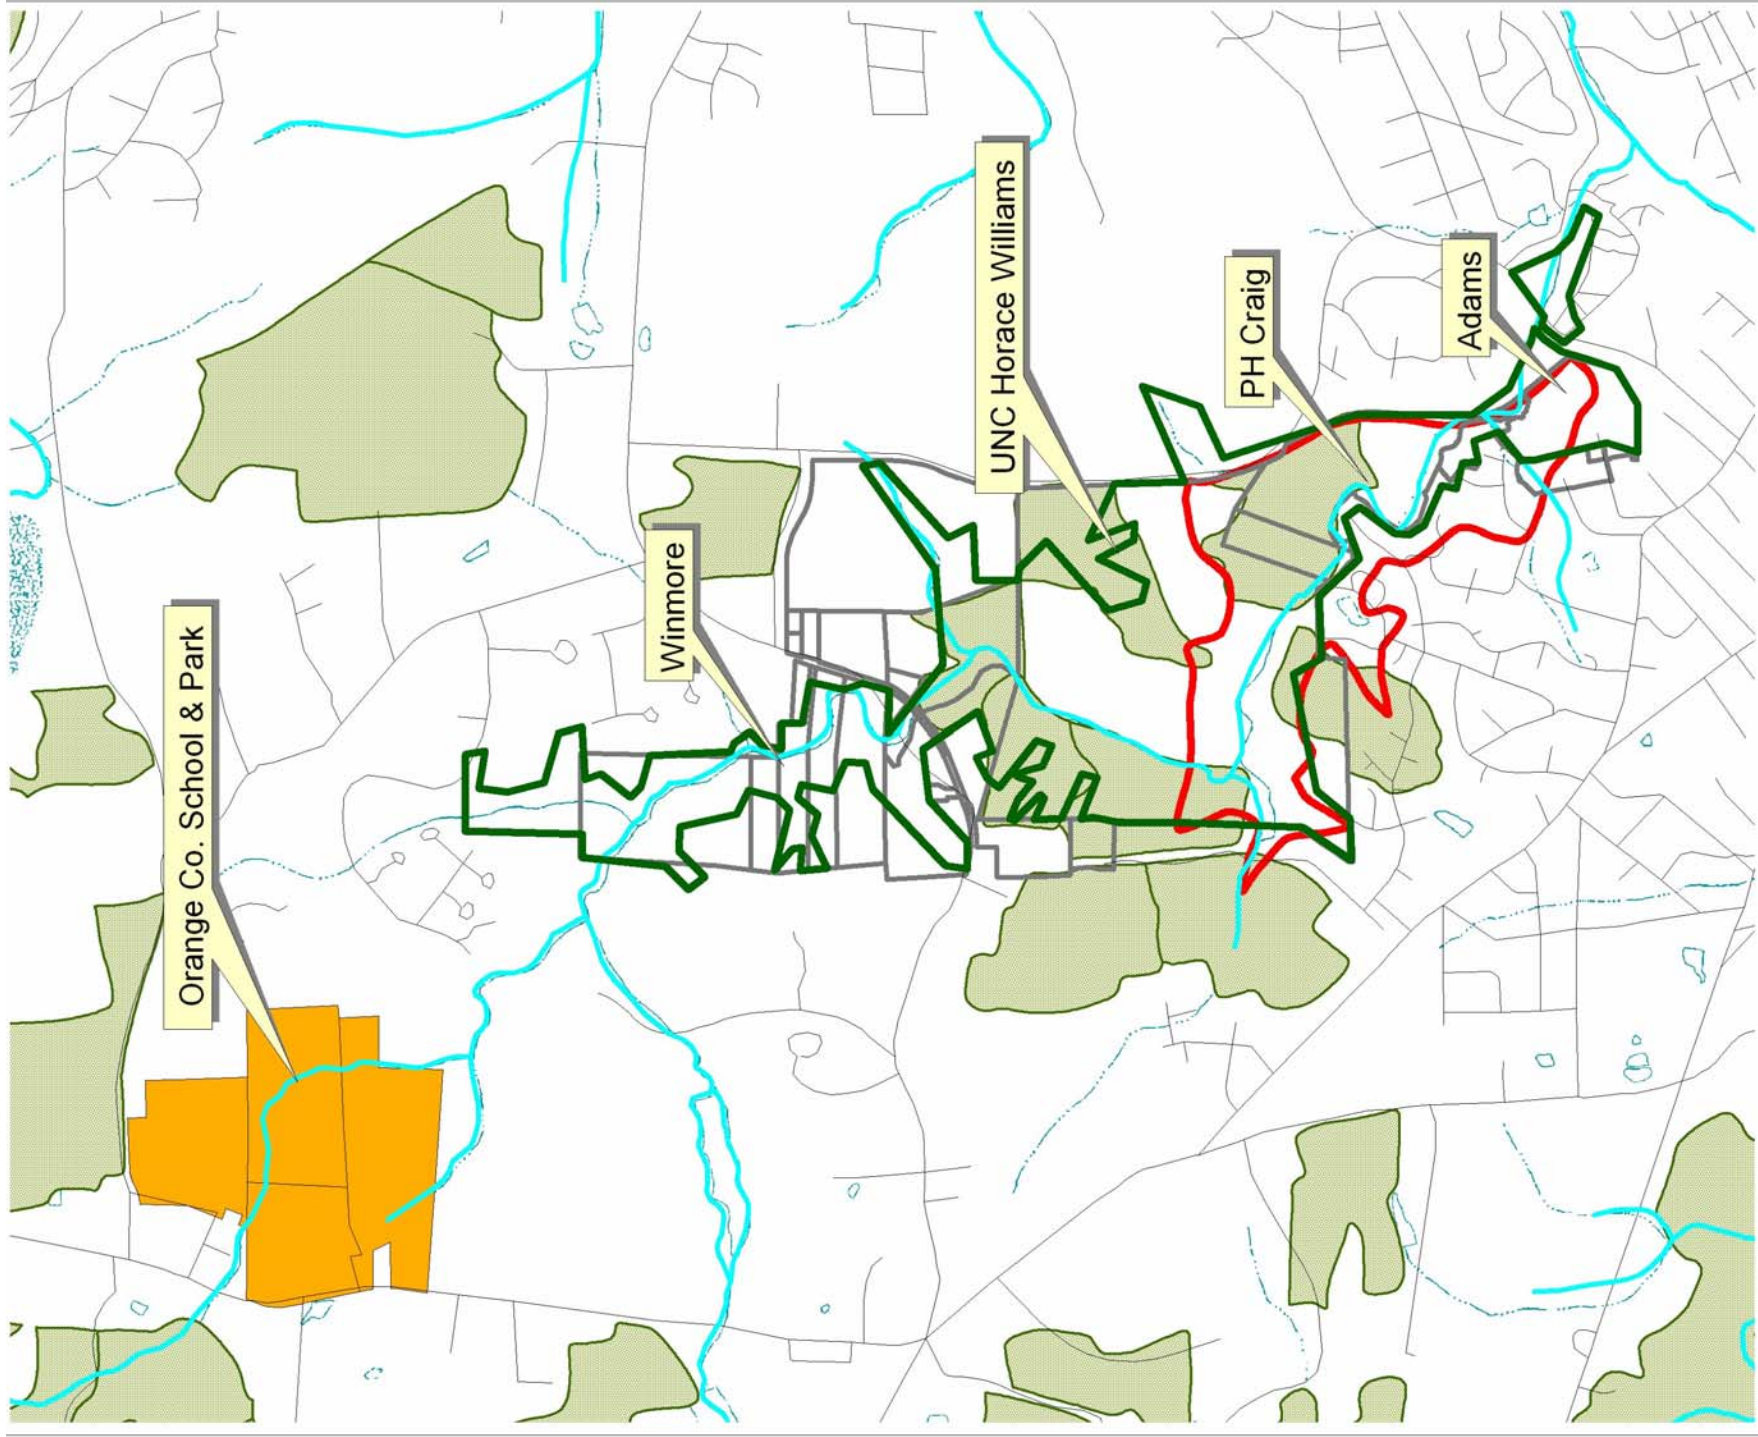 Orange Co. School & Park
Winmore
UNC Horace Williams
PH Craig
Adams